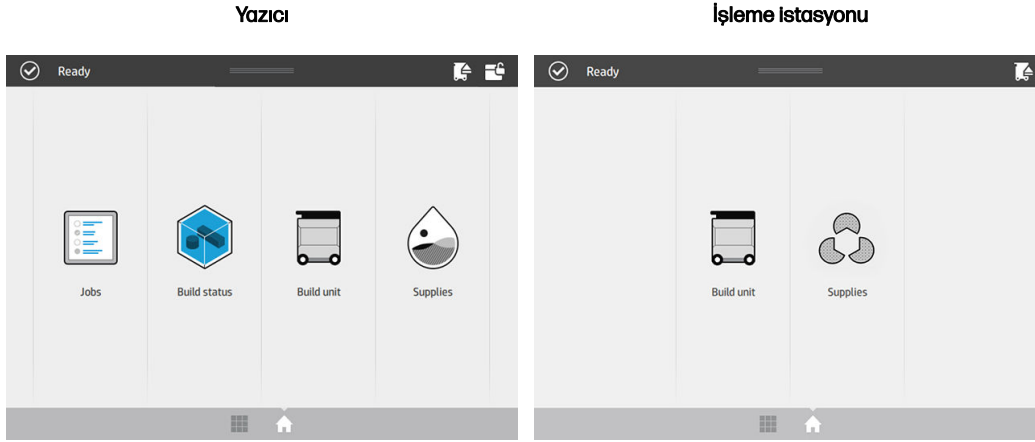 Yazıcı
İşleme istasyonu
Ready
Ready
Jobs
Build status
Build unit
Supplies
Build unit
Supplies